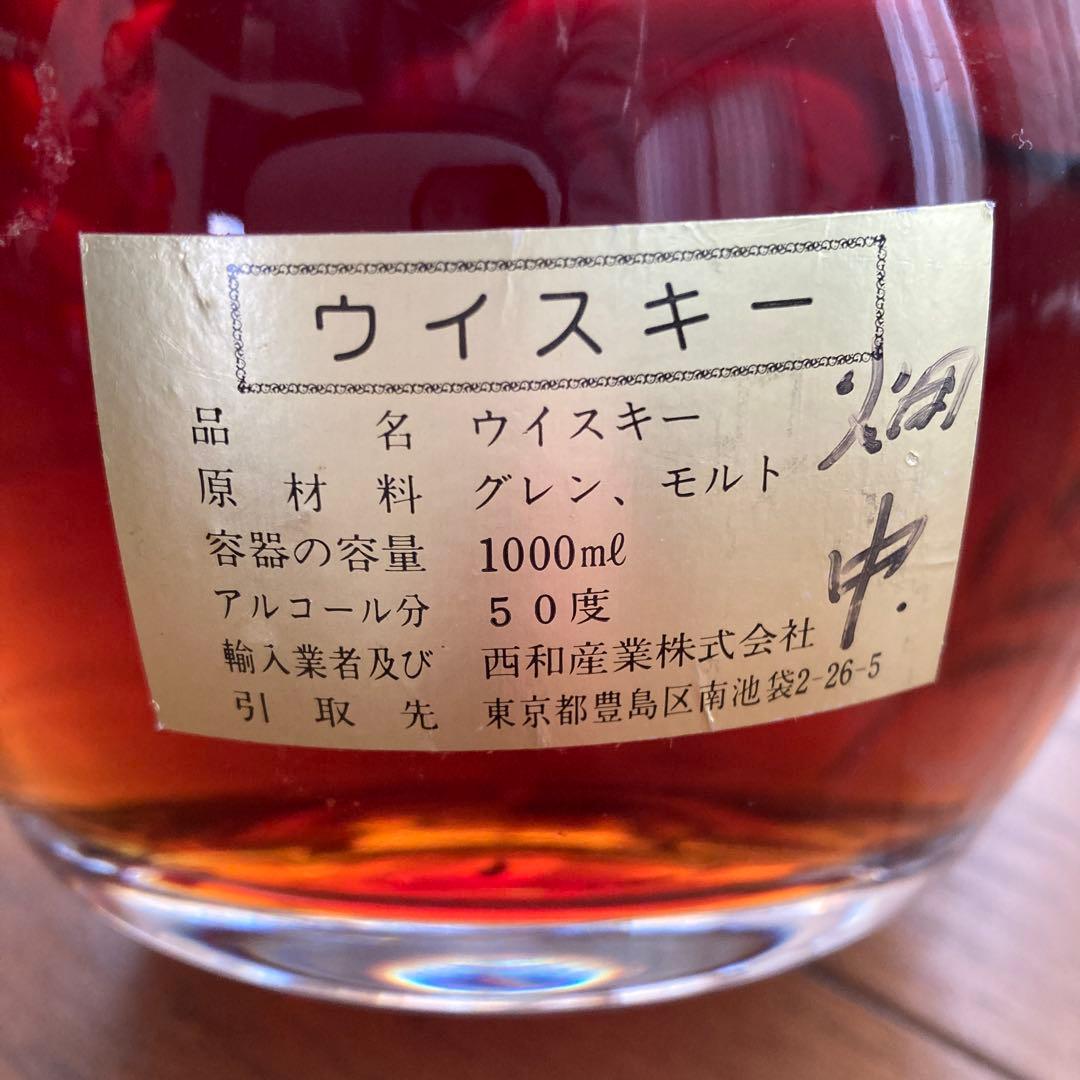 ウイスキー
品名 ウイスキー
原材料 グレン、モルト
容器の容量 1000mℓ
アルコール分 50度
輸入業者及び 西和産業株式会社
引取先 東京都豊島区南池袋2-26-5
畑
中.